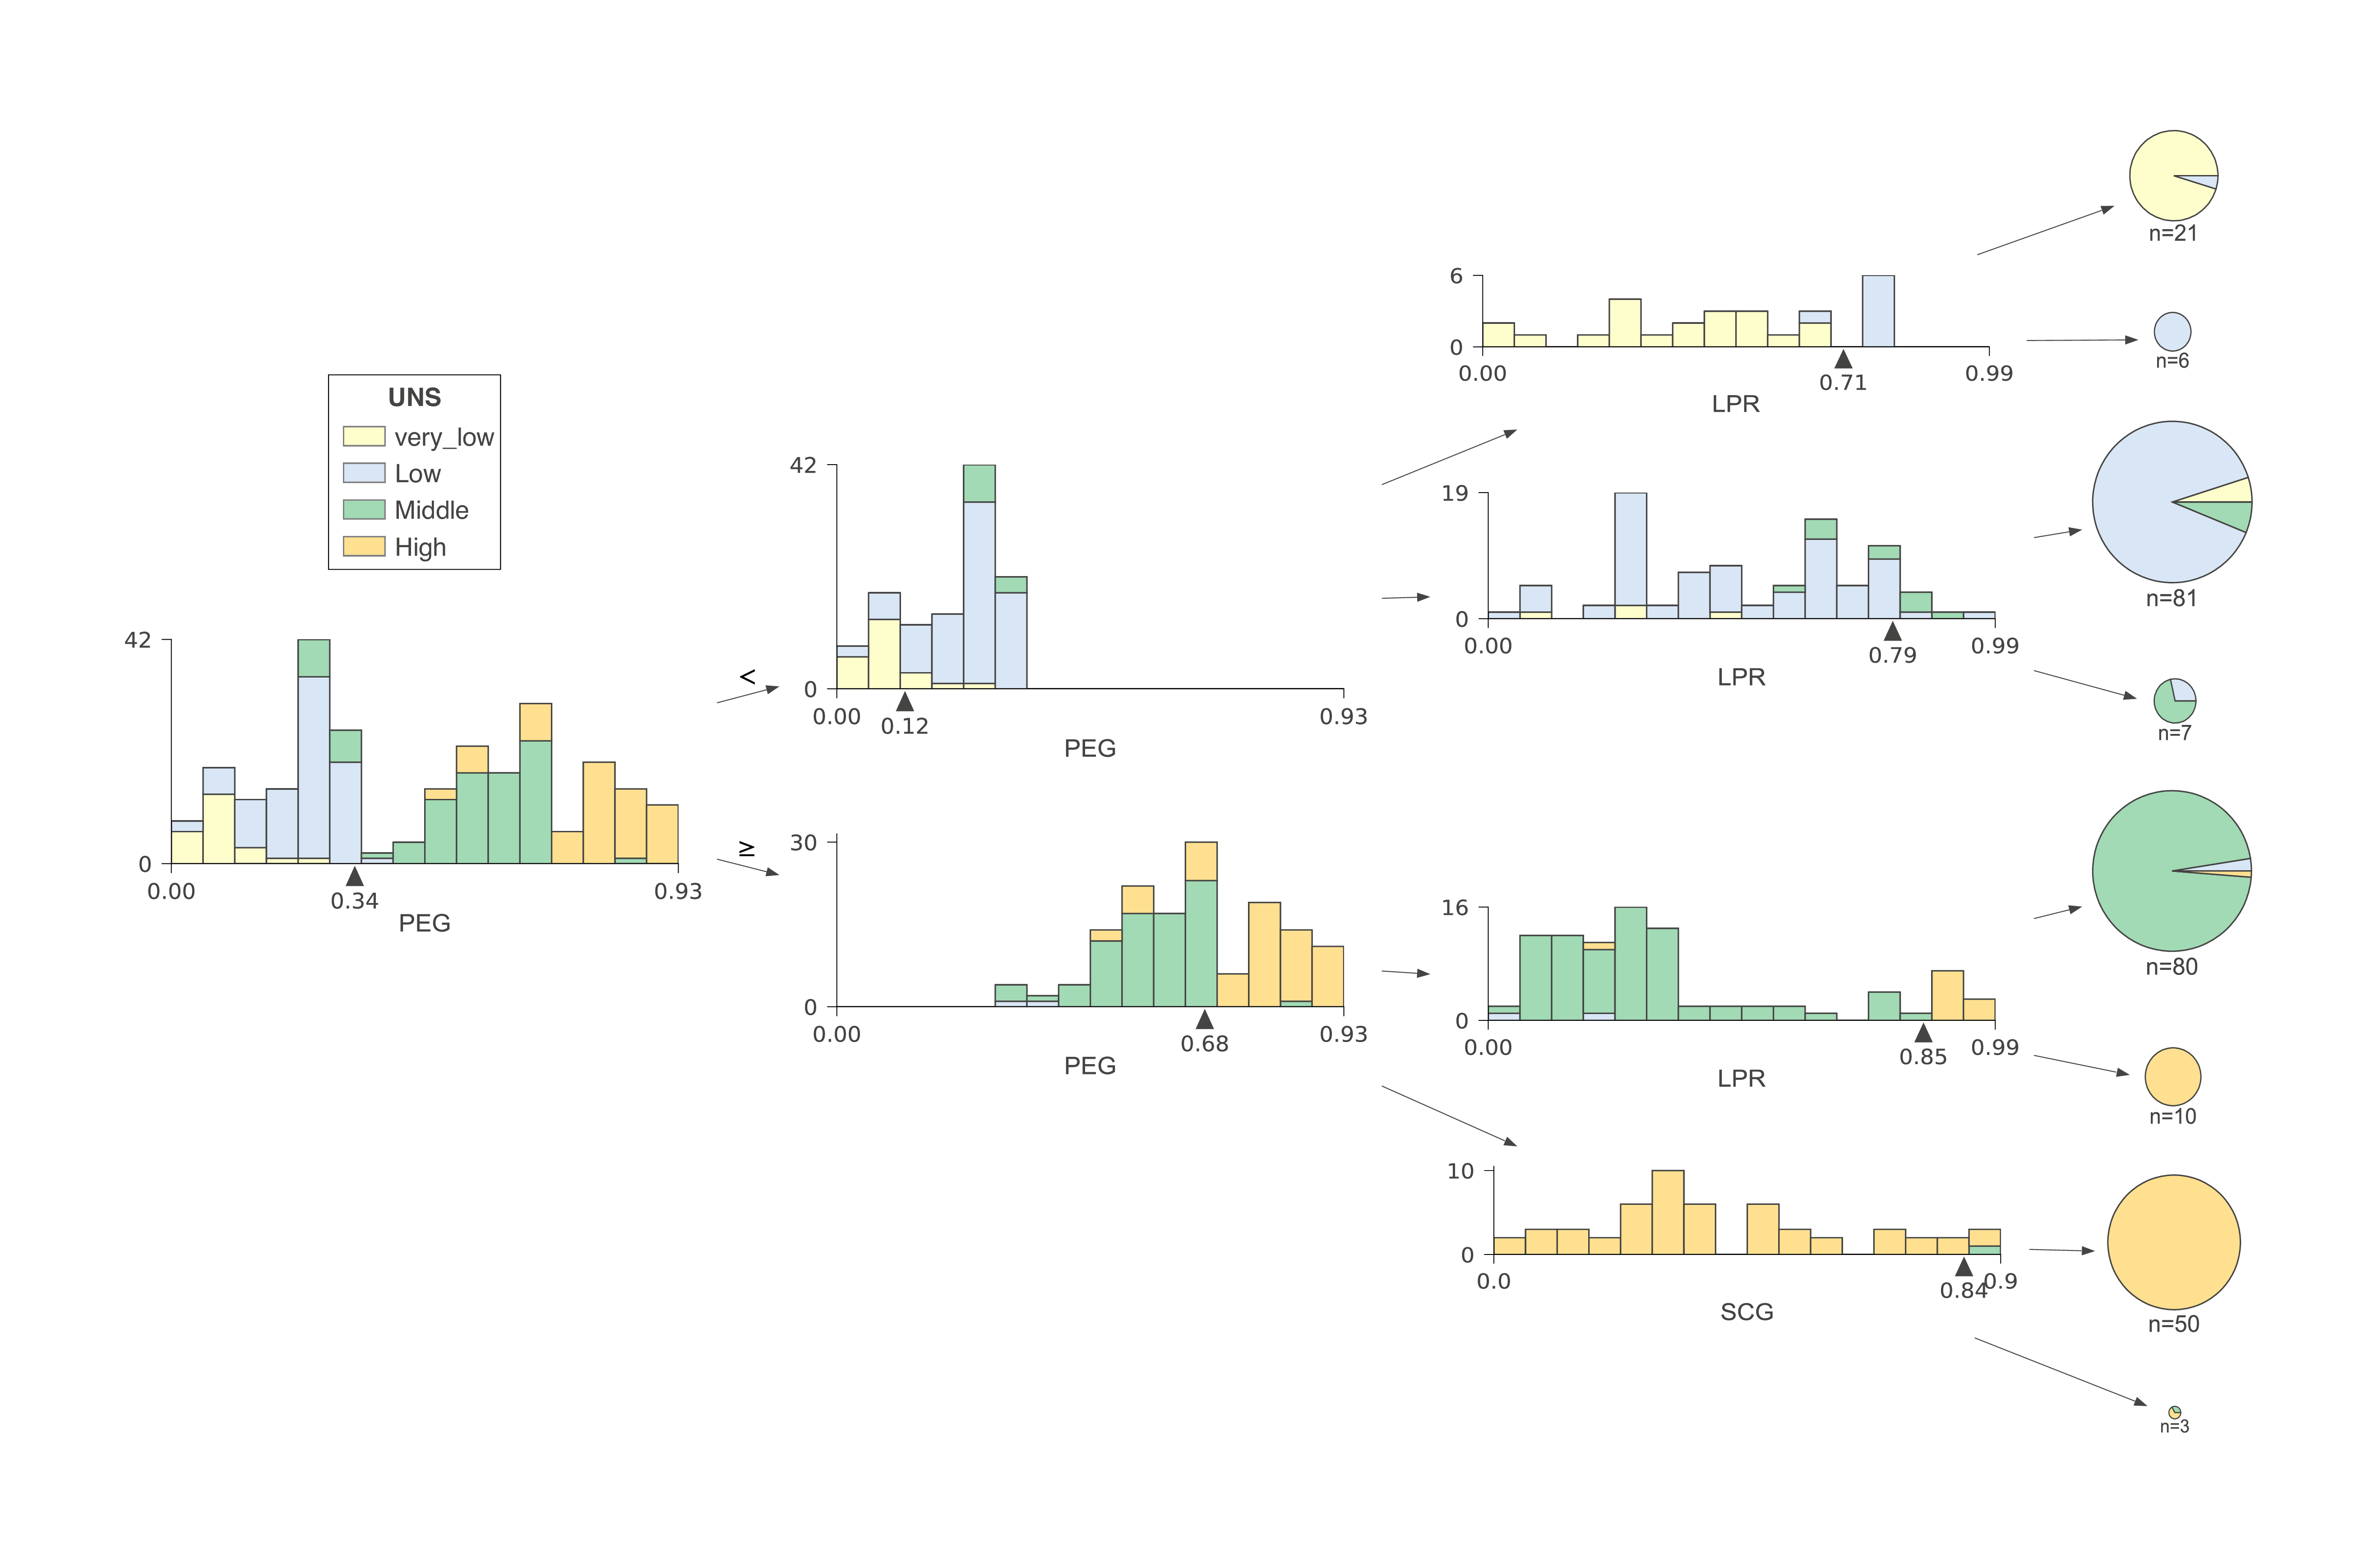 n=21
6
0
0.00
0.71
0.99
LPR
n=6
UNS
very_low
Low
Middle
High
42
0
0.00
0.12
0.93
PEG
19
0
0.00
0.79
0.99
LPR
n=81
n=7
42
0
0.00
0.34
0.93
PEG
<
≥
30
0
0.00
0.68
0.93
PEG
16
0
0.00
0.85
0.99
LPR
n=80
n=10
10
0
0.0
0.84
0.9
SCG
n=50
n=3